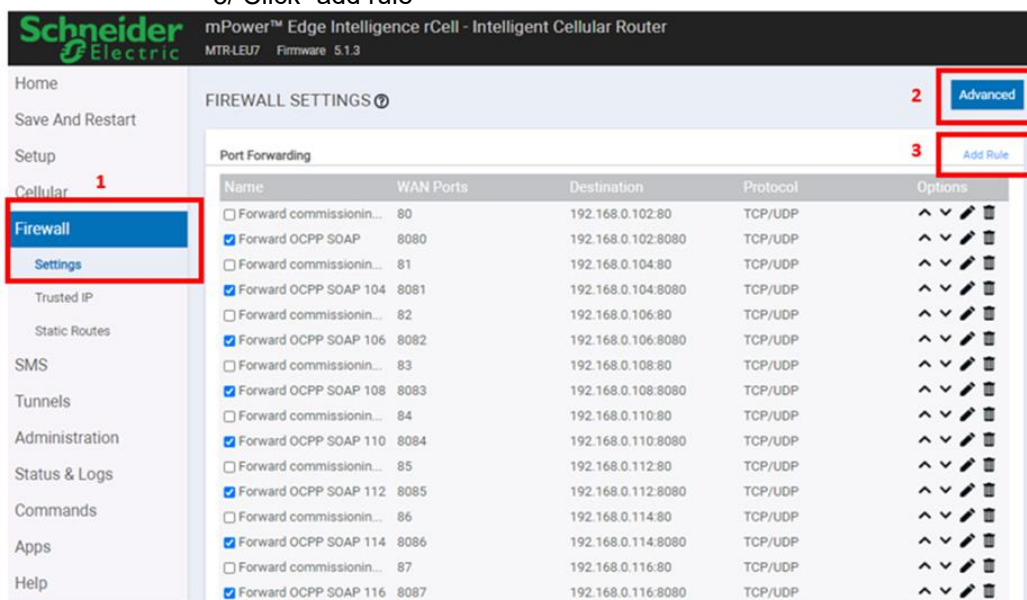 3/ Click "add rule"
Schneider Electric
mPower™ Edge Intelligence rCell - Intelligent Cellular Router
MTR-LEU7 Firmware 5.1.3
Home
Save And Restart
Setup
Cellular
1
Firewall
Settings
Trusted IP
Static Routes
SMS
Tunnels
Administration
Status & Logs
Commands
Apps
Help
FIREWALL SETTINGS
2 Advanced
Port Forwarding 3 Add Rule
Name WAN Ports Destination Protocol Options
Forward commissionin... 80 192.168.0.102:80 TCP/UDP
Forward OCPP SOAP 8080 192.168.0.102:8080 TCP/UDP
Forward commissionin... 81 192.168.0.104:80 TCP/UDP
Forward OCPP SOAP 104 8081 192.168.0.104:8080 TCP/UDP
Forward commissionin... 82 192.168.0.106:80 TCP/UDP
Forward OCPP SOAP 106 8082 192.168.0.106:8080 TCP/UDP
Forward commissionin... 83 192.168.0.108:80 TCP/UDP
Forward OCPP SOAP 108 8083 192.168.0.108:8080 TCP/UDP
Forward commissionin... 84 192.168.0.110:80 TCP/UDP
Forward OCPP SOAP 110 8084 192.168.0.110:8080 TCP/UDP
Forward commissionin... 85 192.168.0.112:80 TCP/UDP
Forward OCPP SOAP 112 8085 192.168.0.112:8080 TCP/UDP
Forward commissionin... 86 192.168.0.114:80 TCP/UDP
Forward OCPP SOAP 114 8086 192.168.0.114:8080 TCP/UDP
Forward commissionin... 87 192.168.0.116:80 TCP/UDP
Forward OCPP SOAP 116 8087 192.168.0.116:8080 TCP/UDP